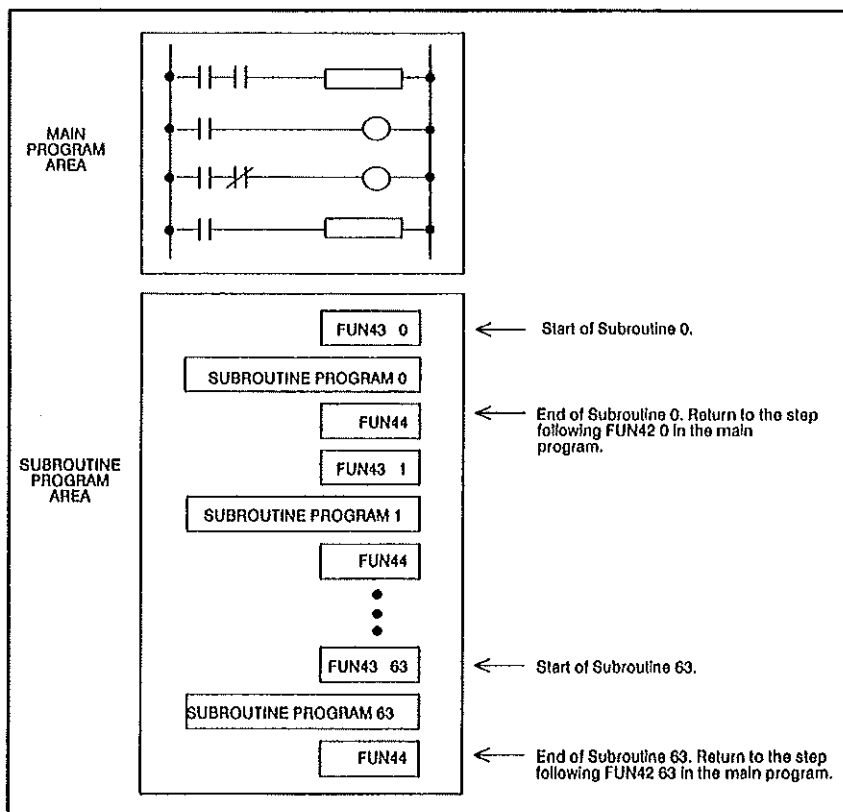 MAIN
PROGRAM
AREA
FUN43 0
Start of Subroutine 0.
SUBROUTINE PROGRAM 0
FUN44
End of Subroutine 0. Return to the step
following FUN42 0 in the main
program.
SUBROUTINE
PROGRAM
AREA
FUN43 1
SUBROUTINE PROGRAM 1
FUN44
FUN43 63
Start of Subroutine 63.
SUBROUTINE PROGRAM 63
FUN44
End of Subroutine 63. Return to the step
following FUN42 63 in the main program.